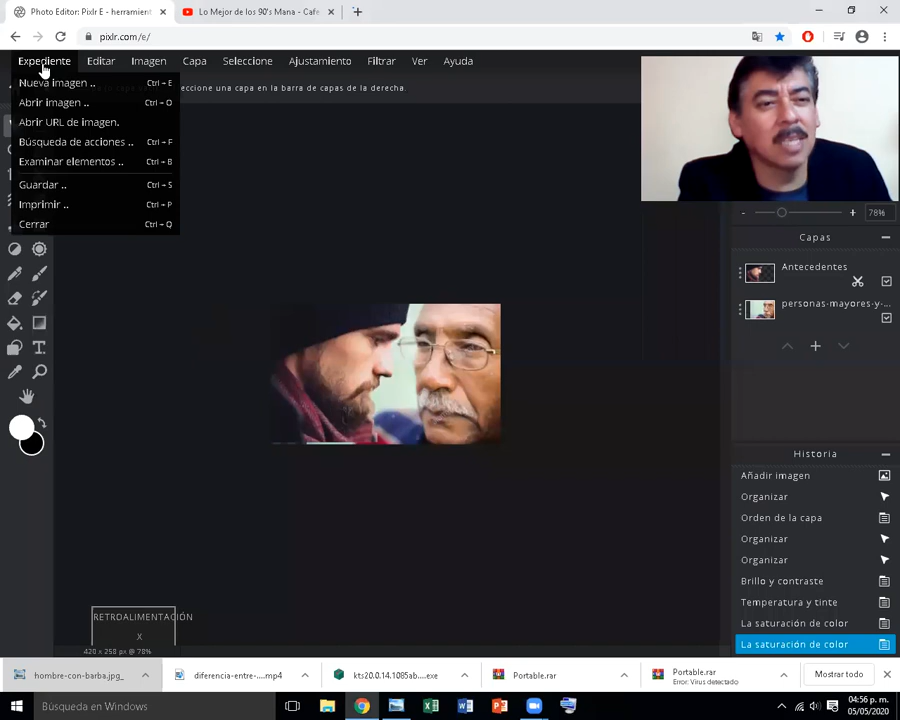 Photo Editor: Pixlr E - herramient
Lo Mejor de los 90's Mana - Cafe
pixlr.com/e/
Expediente Editar Imagen Capa Seleccione Ajustamiento Filtrar Ver Ayuda
eccione una capa en la barra de capas de la derecha.
Nueva imagen .. Ctrl + E
Abrir imagen .. Ctrl + O
Abrir URL de imagen.
Búsqueda de acciones .. Ctrl + F
Examinar elementos .. Ctrl + B
Guardar .. Ctrl + S
Imprimir .. Ctrl + P
Cerrar Ctrl + Q
- + 78%
Capas
Antecedentes
personas-mayores-y-...
Historia
Añadir imagen
Organizar
Orden de la capa
Organizar
Organizar
Brillo y contraste
Temperatura y tinte
La saturación de color
La saturación de color
RETROALIMENTACIÓN
X
420 x 258 px @ 78%
hombre-con-barba.jpg_
diferencia-entre-....mp4
kts20.0.14.1085ab....exe
Portable.rar
Portable.rar
Error: Virus detectado
Mostrar todo
Búsqueda en Windows
04:56 p. m.
05/05/2020